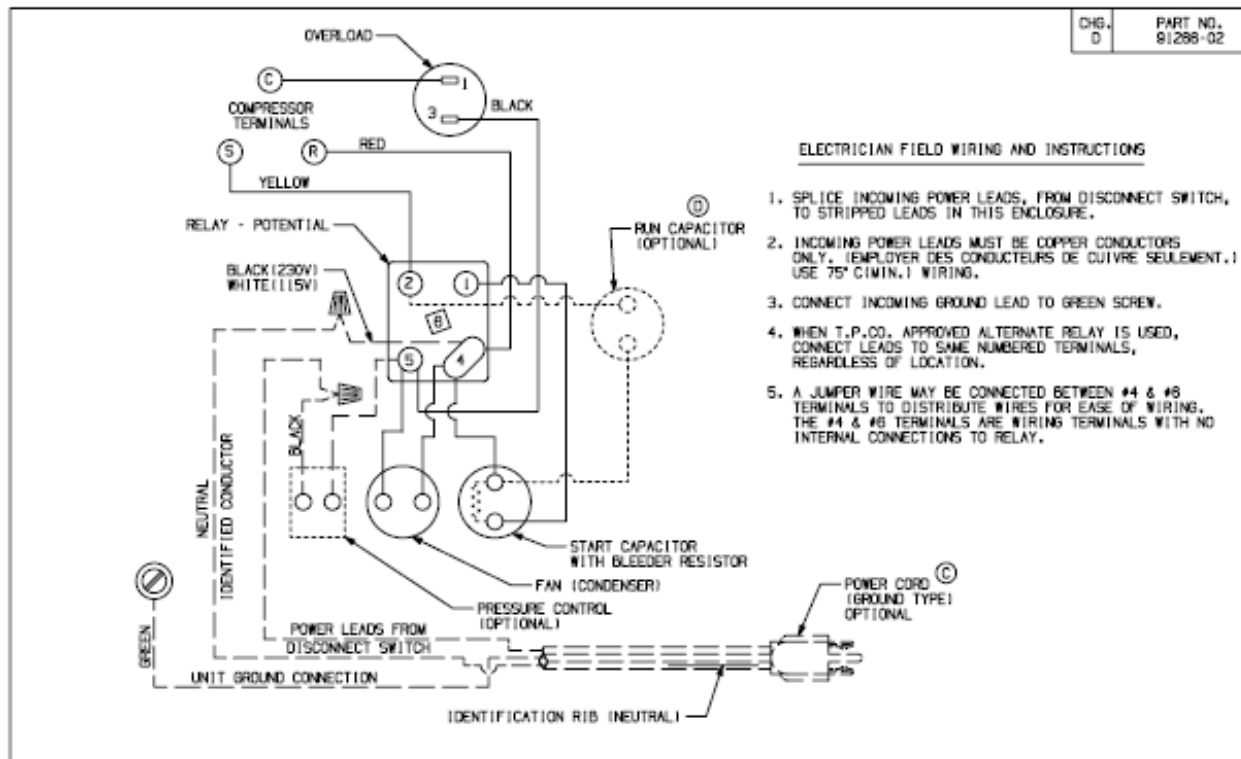 CHG.
D
PART NO.
91288-02
OVERLOAD
C
1
3
BLACK
COMPRESSOR
TERMINALS
S
R
RED
YELLOW
RELAY - POTENTIAL
BLACK(230V)
WHITE(115V)
2
1
6
5
4
D
RUN CAPACITOR
(OPTIONAL)
ELECTRICIAN FIELD WIRING AND INSTRUCTIONS
1. SPLICE INCOMING POWER LEADS, FROM DISCONNECT SWITCH,
TO STRIPPED LEADS IN THIS ENCLOSURE.
2. INCOMING POWER LEADS MUST BE COPPER CONDUCTORS
ONLY. (EMPLOYER DES CONDUCTEURS DE CUIVRE SEULEMENT.)
USE 75° C(MIN.) WIRING.
3. CONNECT INCOMING GROUND LEAD TO GREEN SCREW.
4. WHEN T.P.CO. APPROVED ALTERNATE RELAY IS USED,
CONNECT LEADS TO SAME NUMBERED TERMINALS,
REGARDLESS OF LOCATION.
5. A JUMPER WIRE MAY BE CONNECTED BETWEEN #4 & #6
TERMINALS TO DISTRIBUTE WIRES FOR EASE OF WIRING.
THE #4 & #6 TERMINALS ARE WIRING TERMINALS WITH NO
INTERNAL CONNECTIONS TO RELAY.
BLACK
NEUTRAL
IDENTIFIED CONDUCTOR
START CAPACITOR
WITH BLEEDER RESISTOR
FAN (CONDENSER)
PRESSURE CONTROL
(OPTIONAL)
GREEN
POWER LEADS FROM
DISCONNECT SWITCH
UNIT GROUND CONNECTION
POWER CORD C
(GROUND TYPE)
OPTIONAL
IDENTIFICATION RIB (NEUTRAL)